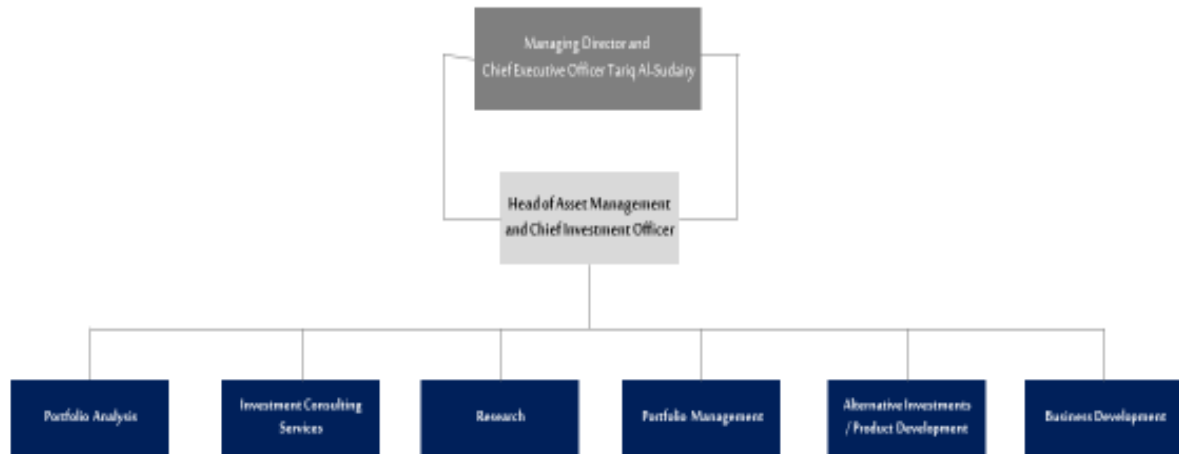 Managing Director and
Chief Executive Officer Tariq Al-Sudairy
Head of Asset Management
and Chief Investment Officer
Portfolio Analysis
Investment Consulting
Services
Research
Portfolio Management
Alternative Investments
/ Product Development
Business Development